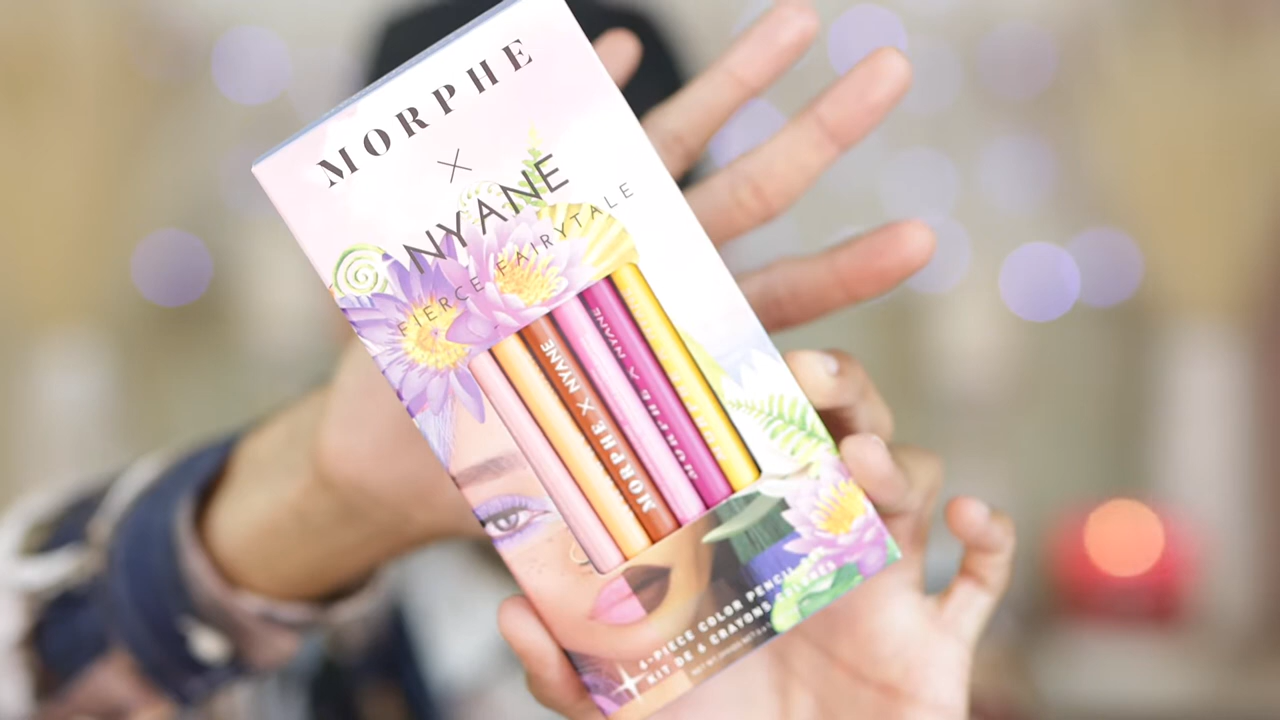 MORPHE
X
NYANE
FIERCE FAIRYTALE
MORPHE X NYANE
MORPHE X NYANE
6-PIECE COLOR PENCIL
KIT DE 6 CRAYONS